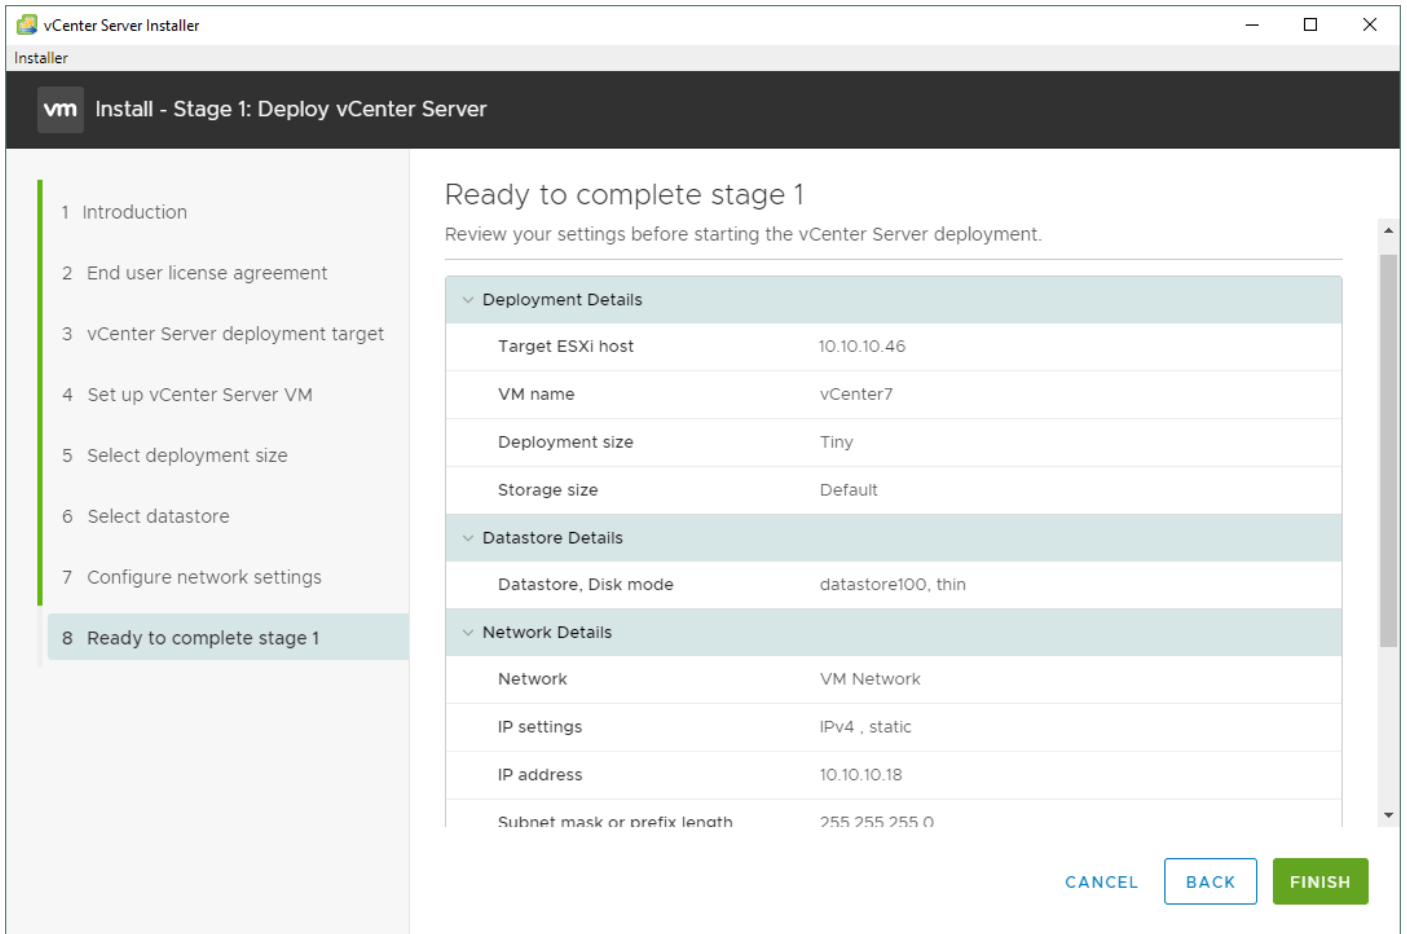 vCenter Server Installer
Installer
vm Install - Stage 1: Deploy vCenter Server
1 Introduction
2 End user license agreement
3 vCenter Server deployment target
4 Set up vCenter Server VM
5 Select deployment size
6 Select datastore
7 Configure network settings
8 Ready to complete stage 1
Ready to complete stage 1
Review your settings before starting the vCenter Server deployment.
Deployment Details
Target ESXi host 10.10.10.46
VM name vCenter7
Deployment size Tiny
Storage size Default
Datastore Details
Datastore, Disk mode datastore100, thin
Network Details
Network VM Network
IP settings IPv4 , static
IP address 10.10.10.18
Subnet mask or prefix length 255.255.255.0
CANCEL BACK FINISH